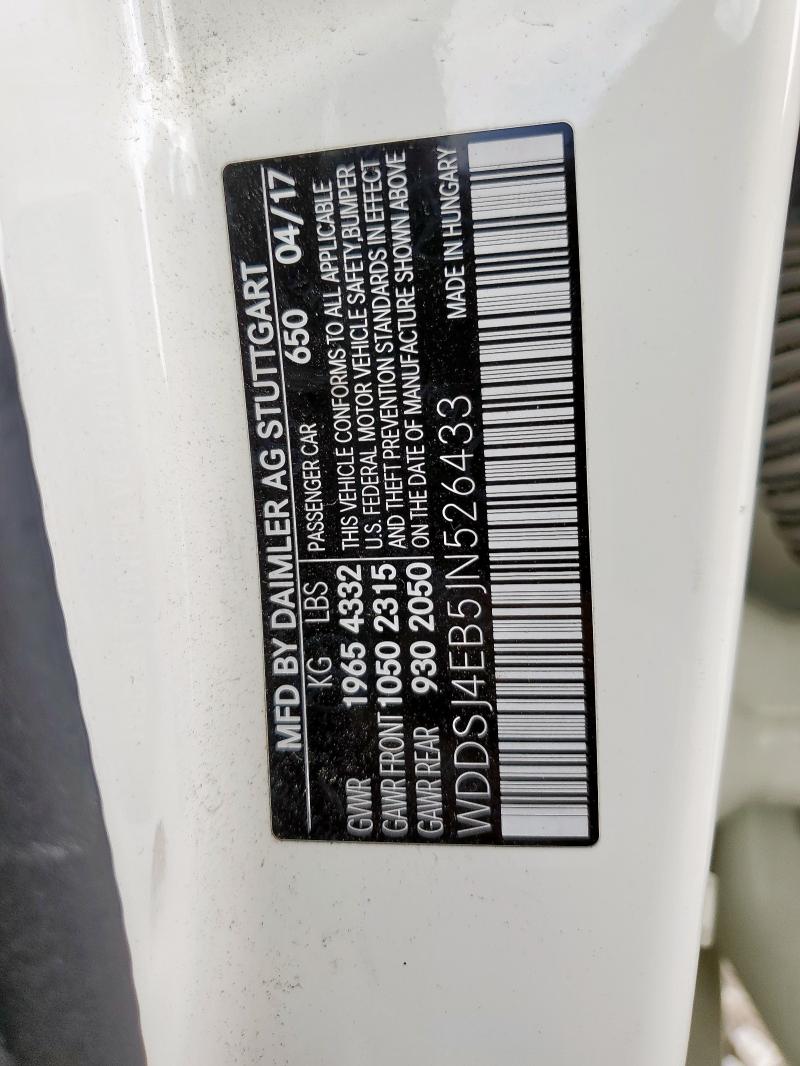 MFD BY DAIMLER AG STUTTGART
650 04/17
KG LBS PASSENGER CAR
GVWR 1965 4332
GAWR FRONT 1050 2315
GAWR REAR 930 2050
THIS VEHICLE CONFORMS TO ALL APPLICABLE
U.S. FEDERAL MOTOR VEHICLE SAFETY,BUMPER
AND THEFT PREVENTION STANDARDS IN EFFECT
ON THE DATE OF MANUFACTURE SHOWN ABOVE
WDDSJ4EB5JN526433 MADE IN HUNGARY